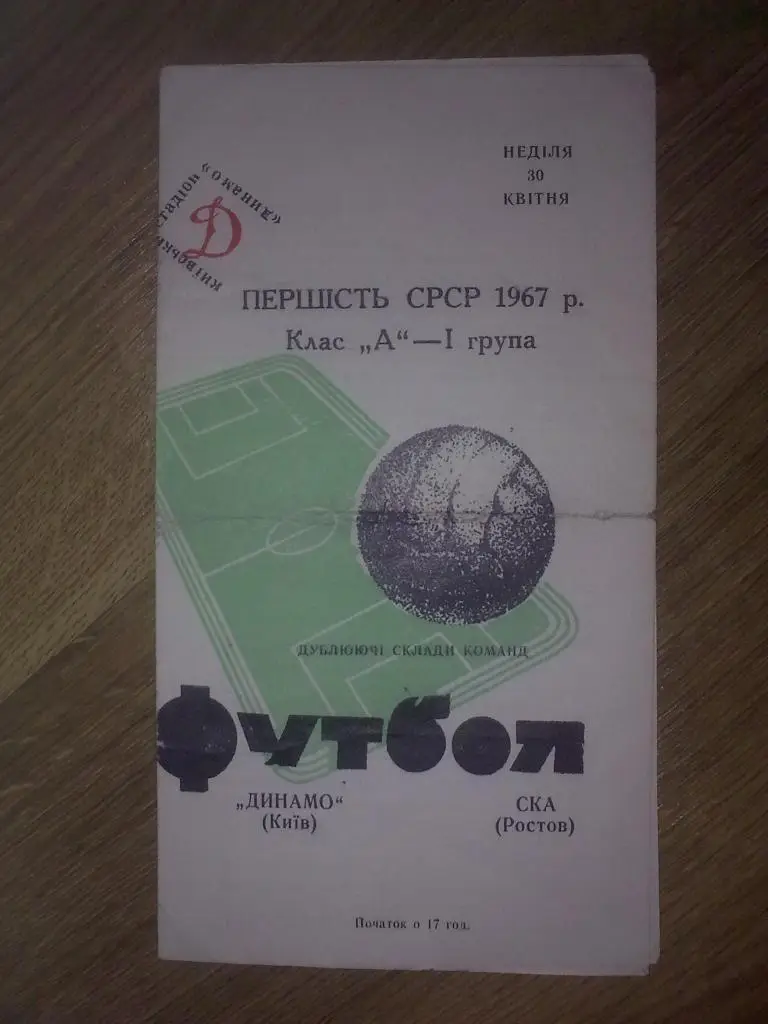 НЕДІЛЯ
30
КВІТНЯ
КИЇВСЬКИЙ СТАДІОН „ДИНАМО“
Д
ПЕРШІСТЬ СРСР 1967 р.
Клас „А“ — І група
ДУБЛЮЮЧІ СКЛАДИ КОМАНД
футбол
„ДИНАМО“
(Київ)
СКА
(Ростов)
Початок о 17 год.